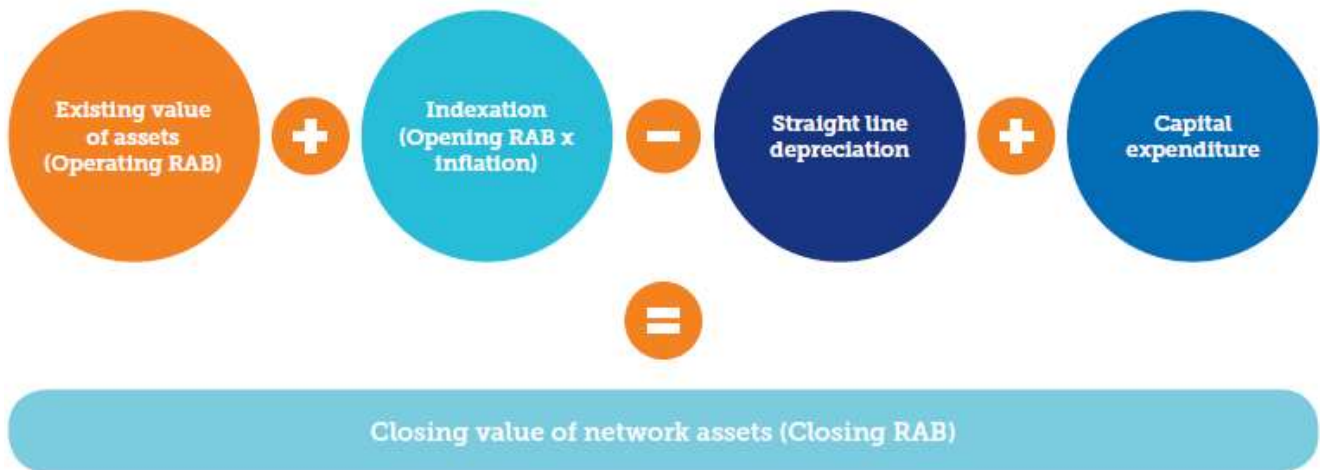 Existing value
of assets
(Operating RAB)
+
Indexation
(Opening RAB x
inflation)
−
Straight line
depreciation
+
Capital
expenditure
=
Closing value of network assets (Closing RAB)